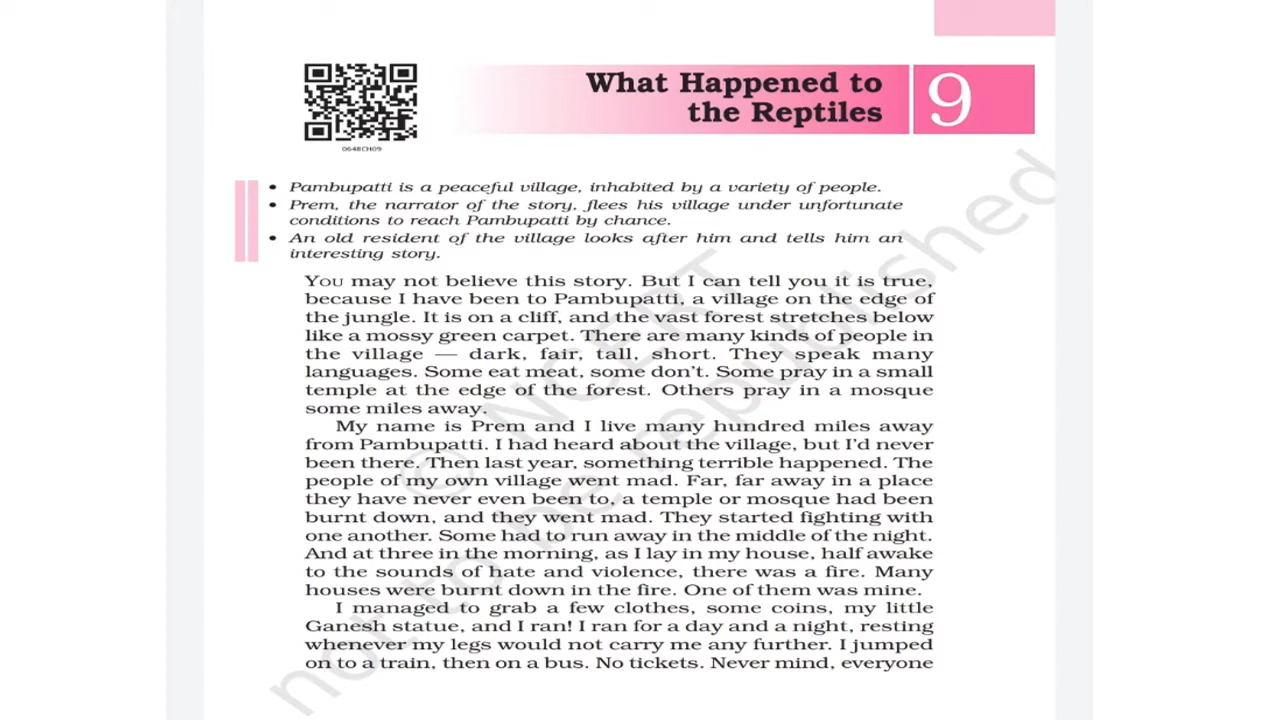 What Happened to
the Reptiles
9
0648CH09
• Pambupatti is a peaceful village, inhabited by a variety of people.
• Prem, the narrator of the story, flees his village under unfortunate
conditions to reach Pambupatti by chance.
• An old resident of the village looks after him and tells him an
interesting story.
YOU may not believe this story. But I can tell you it is true,
because I have been to Pambupatti, a village on the edge of
the jungle. It is on a cliff, and the vast forest stretches below
like a mossy green carpet. There are many kinds of people in
the village — dark, fair, tall, short. They speak many
languages. Some eat meat, some don't. Some pray in a small
temple at the edge of the forest. Others pray in a mosque
some miles away.
My name is Prem and I live many hundred miles away
from Pambupatti. I had heard about the village, but I'd never
been there. Then last year, something terrible happened. The
people of my own village went mad. Far, far away in a place
they have never even been to, a temple or mosque had been
burnt down, and they went mad. They started fighting with
one another. Some had to run away in the middle of the night.
And at three in the morning, as I lay in my house, half awake
to the sounds of hate and violence, there was a fire. Many
houses were burnt down in the fire. One of them was mine.
I managed to grab a few clothes, some coins, my little
Ganesh statue, and I ran! I ran for a day and a night, resting
whenever my legs would not carry me any further. I jumped
on to a train, then on a bus. No tickets. Never mind, everyone
© NCERT
not to be republished